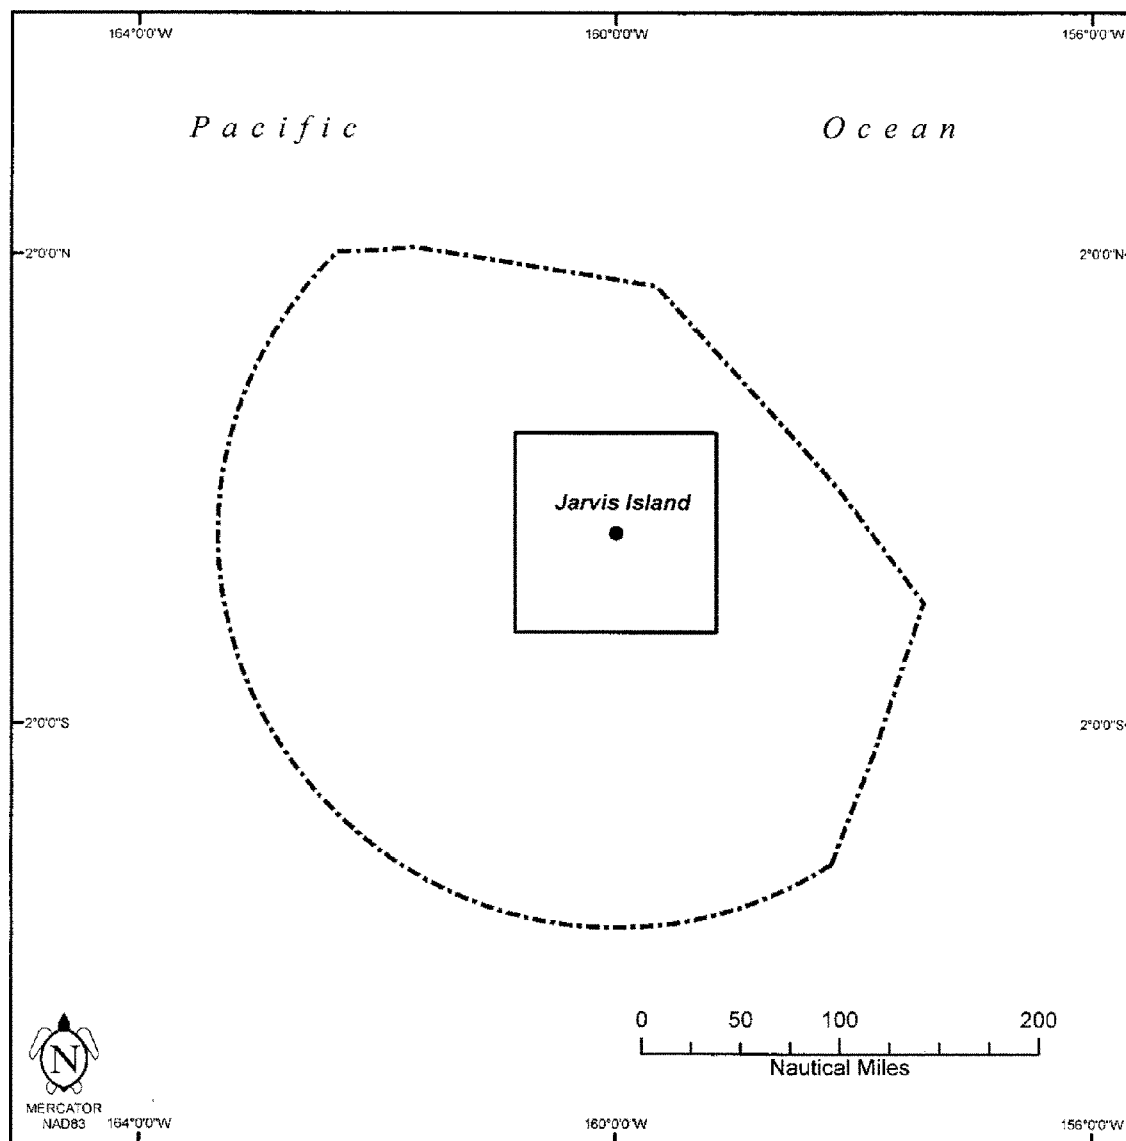 164°0'0"W 160°0'0"W 156°0'0"W
Pacific Ocean
2°0'0"N 2°0'0"N
Jarvis Island
2°0'0"S 2°0'0"S
0 50 100 200
Nautical Miles
N
MERCATOR
NAD83 164°0'0"W 160°0'0"W 156°0'0"W